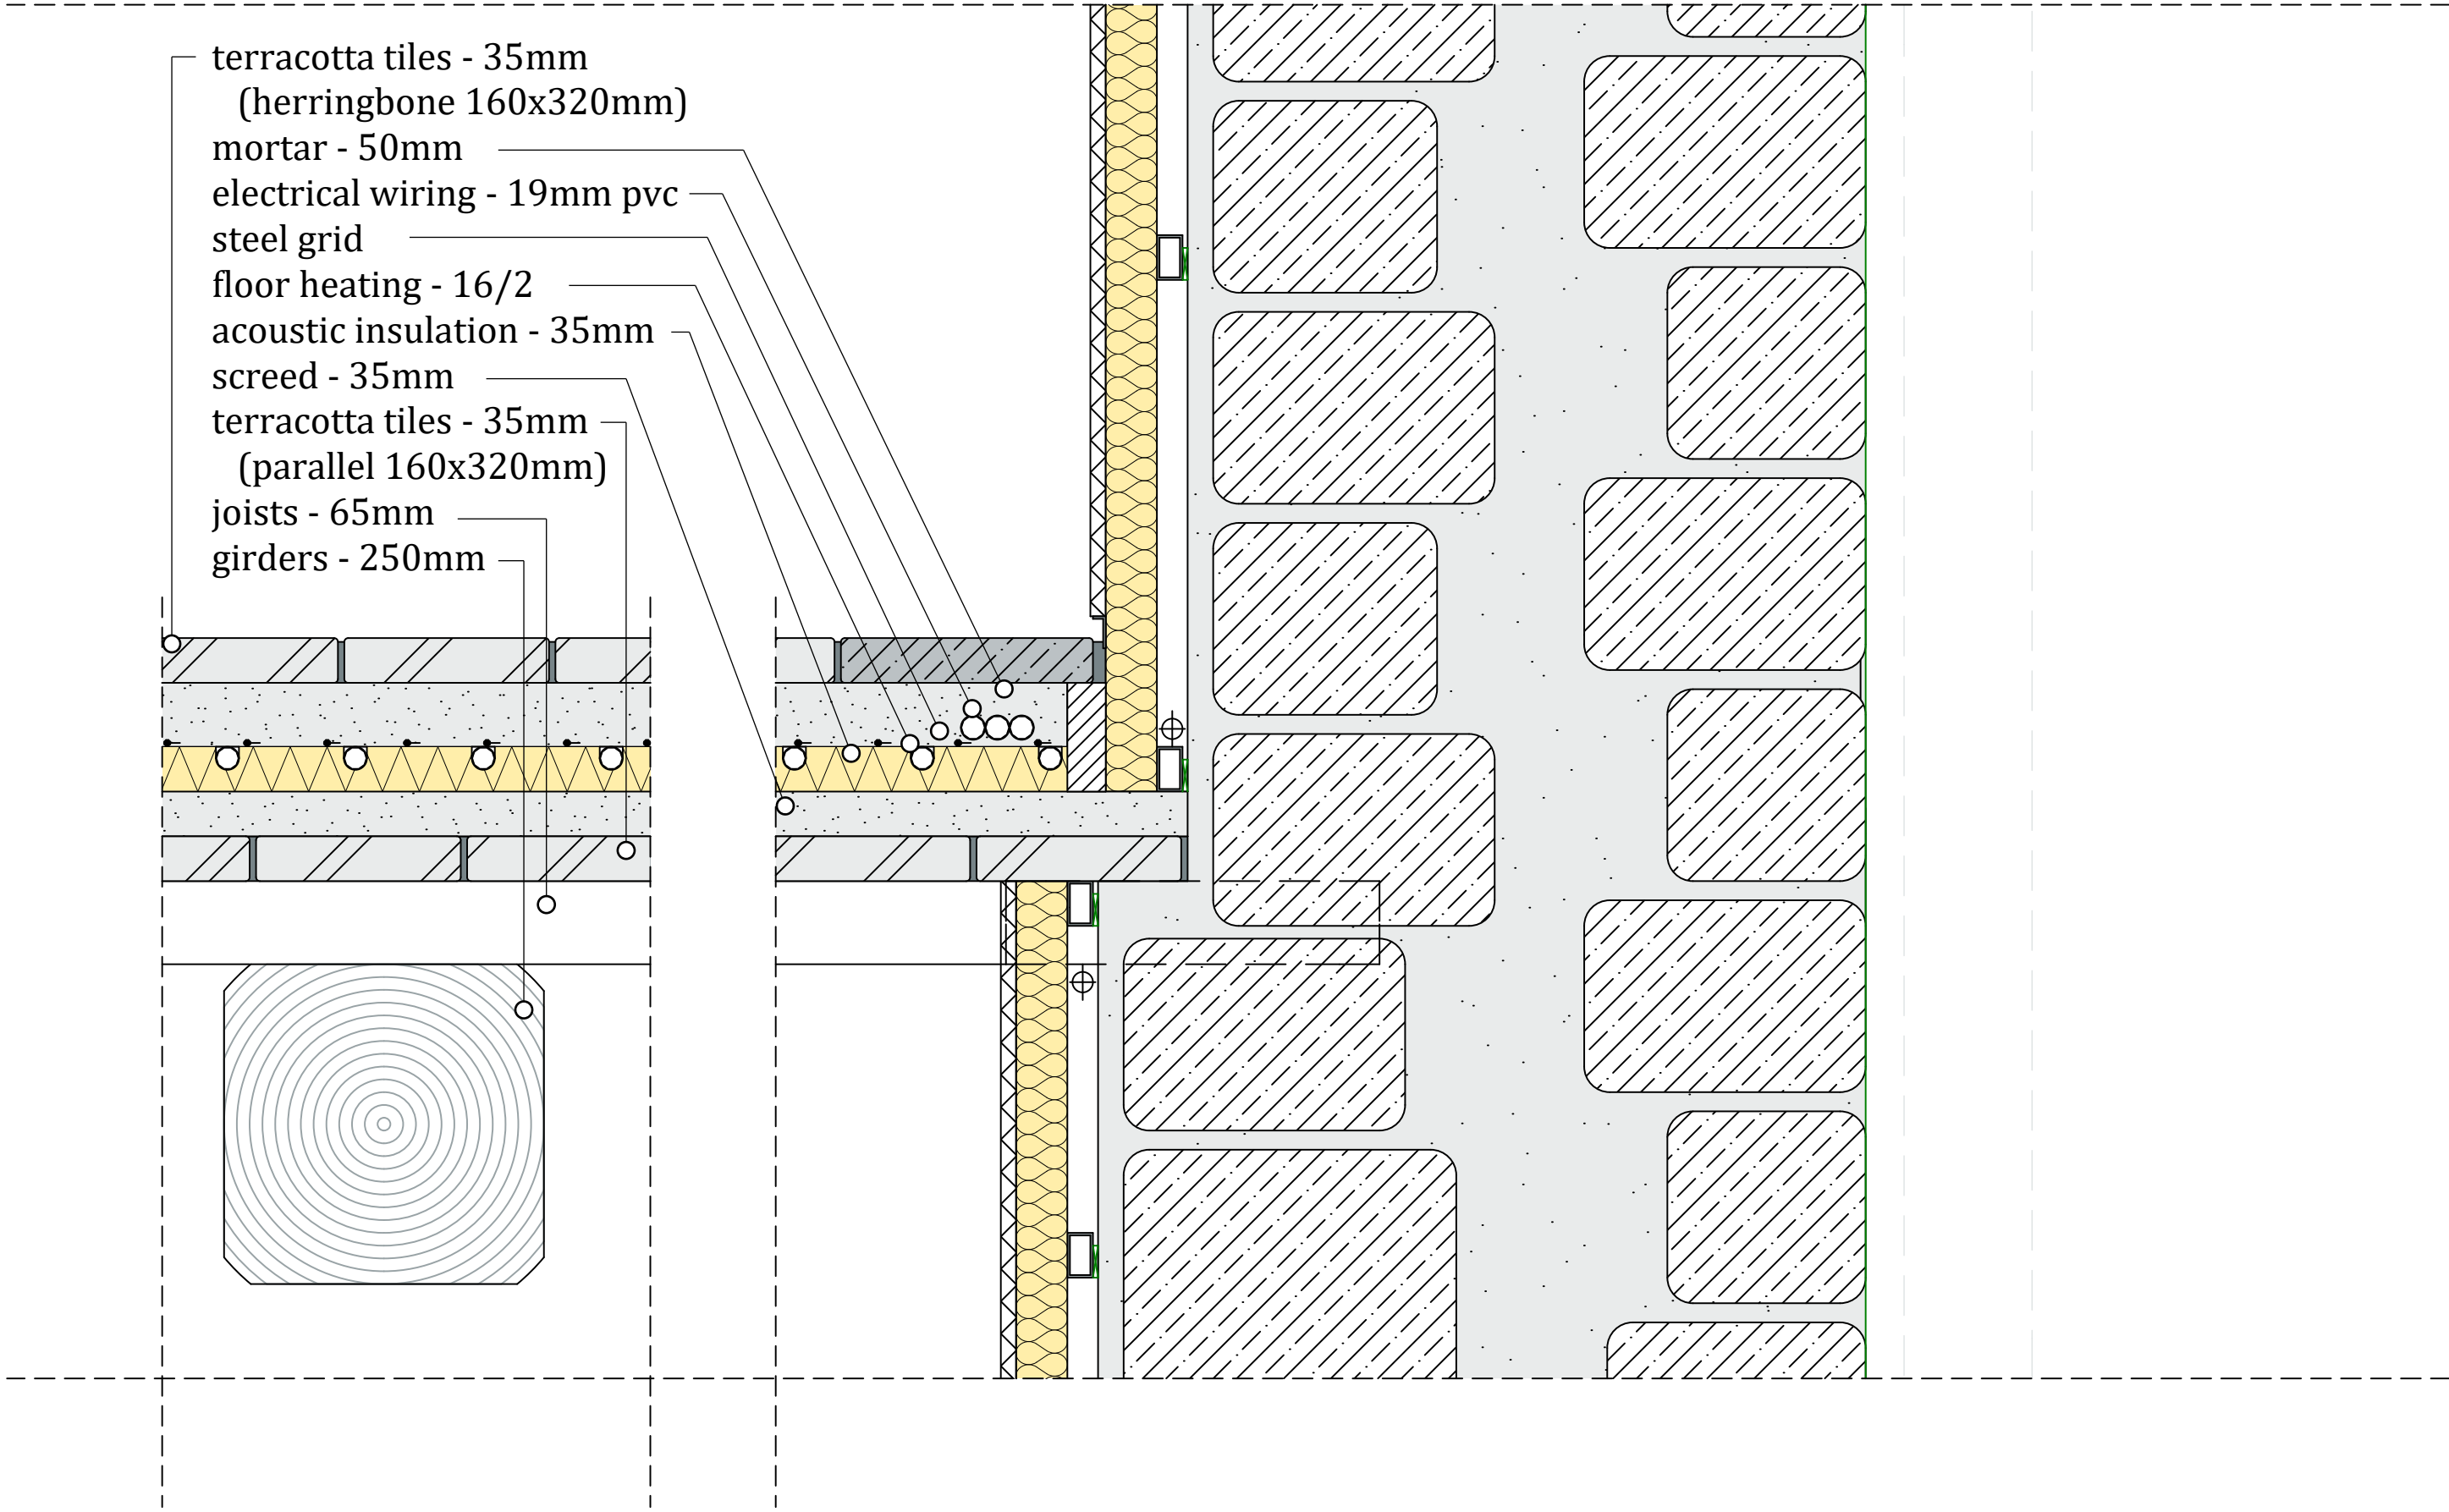 terracotta tiles - 35mm
(herringbone 160x320mm)
mortar - 50mm
electrical wiring - 19mm pvc
steel grid
floor heating - 16/2
acoustic insulation - 35mm
screed - 35mm
terracotta tiles - 35mm
(parallel 160x320mm)
joists - 65mm
girders - 250mm